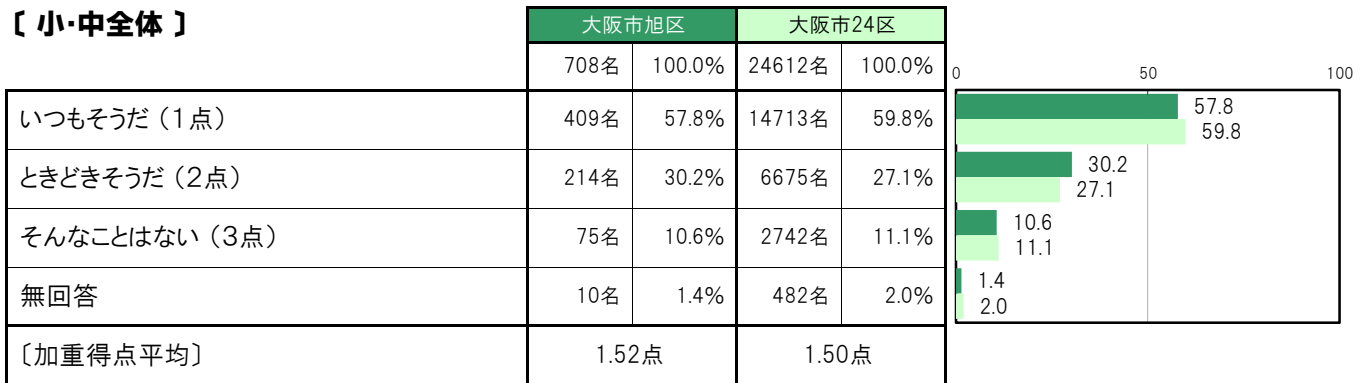 〔 小・中全体 〕
大阪市旭区 大阪市24区
708名 100.0% 24612名 100.0%
0 50 100
いつもそうだ（1点） 409名 57.8% 14713名 59.8%
57.8
59.8
ときどきそうだ（2点） 214名 30.2% 6675名 27.1%
30.2
27.1
そんなことはない（3点） 75名 10.6% 2742名 11.1%
10.6
11.1
無回答 10名 1.4% 482名 2.0%
1.4
2.0
〔加重得点平均〕 1.52点 1.50点